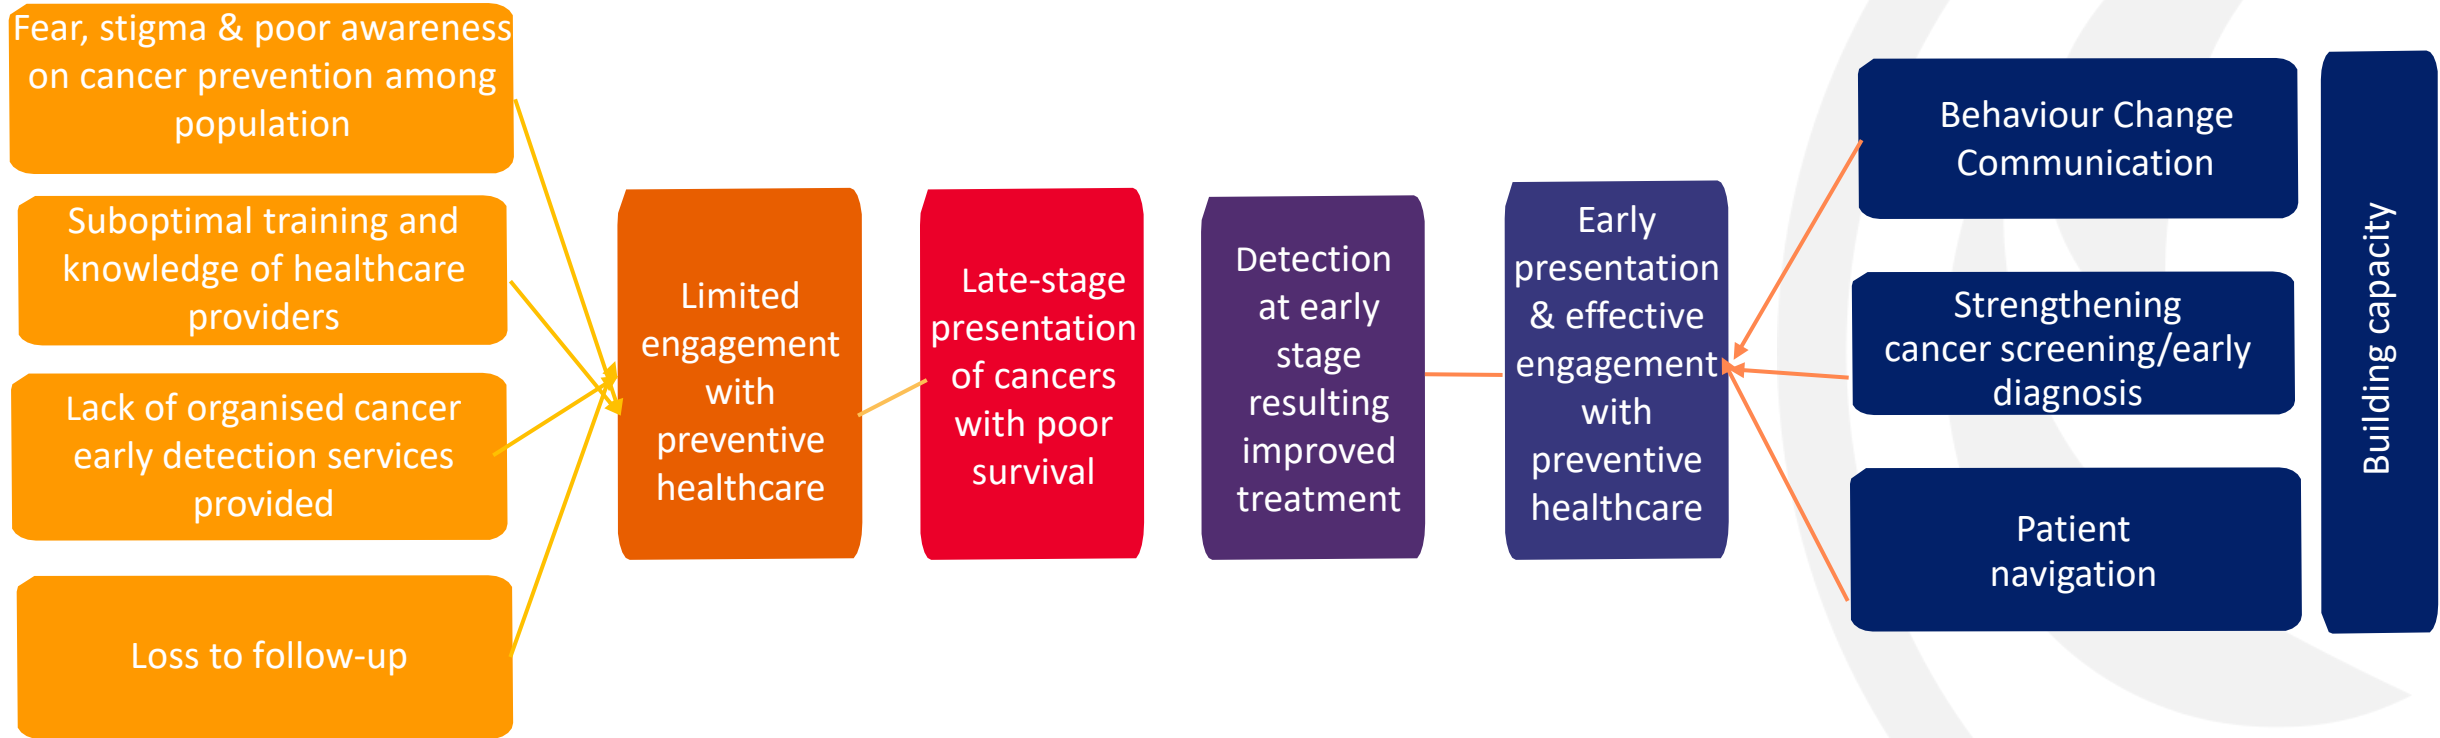 Fear, stigma & poor awareness
on cancer prevention among
population
Suboptimal training and
knowledge of healthcare
providers
Lack of organised cancer
early detection services
provided
Loss to follow-up
Limited
engagement
with
preventive
healthcare
Late-stage
presentation
of cancers
with poor
survival
Detection
at early
stage
resulting
improved
treatment
Early
presentation
& effective
engagement
with
preventive
healthcare
Behaviour Change
Communication
Strengthening
cancer screening/early
diagnosis
Patient
navigation
Building capacity